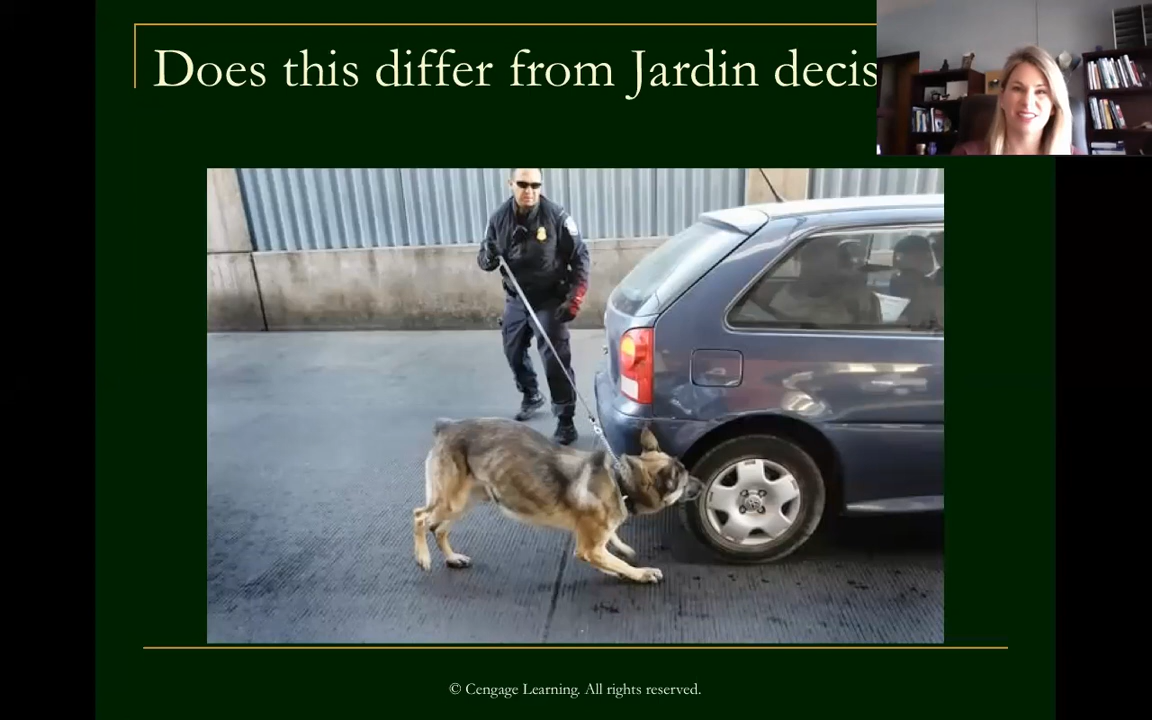 Does this differ from Jardin decis
© Cengage Learning. All rights reserved.